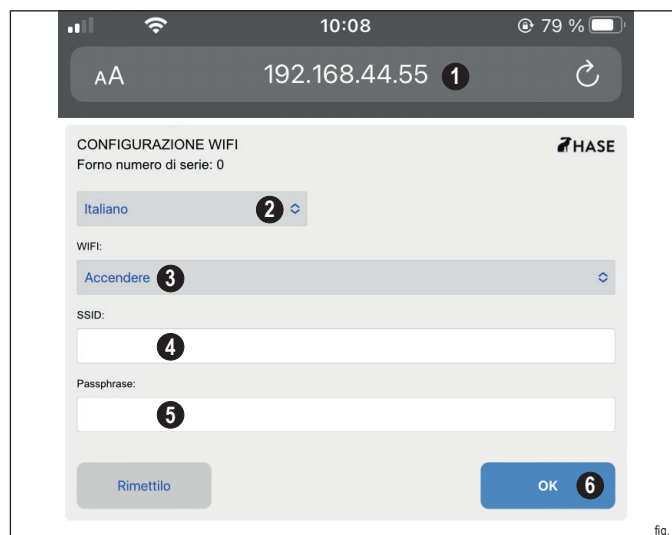 10:08
79 %
AA
192.168.44.55
1
CONFIGURAZIONE WIFI
HASE
Forno numero di serie: 0
Italiano
2
WIFI:
Accendere
3
SSID:
4
Passphrase:
5
Rimettilo
OK
6
fig.